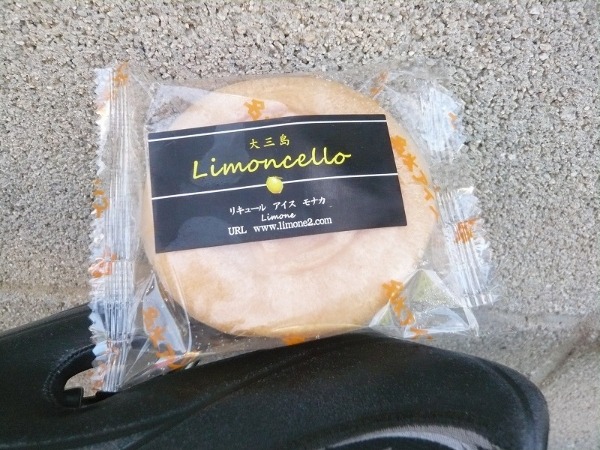 大三島
Limoncello
リキュール アイス モナカ
Limone
URL www.limone2.com